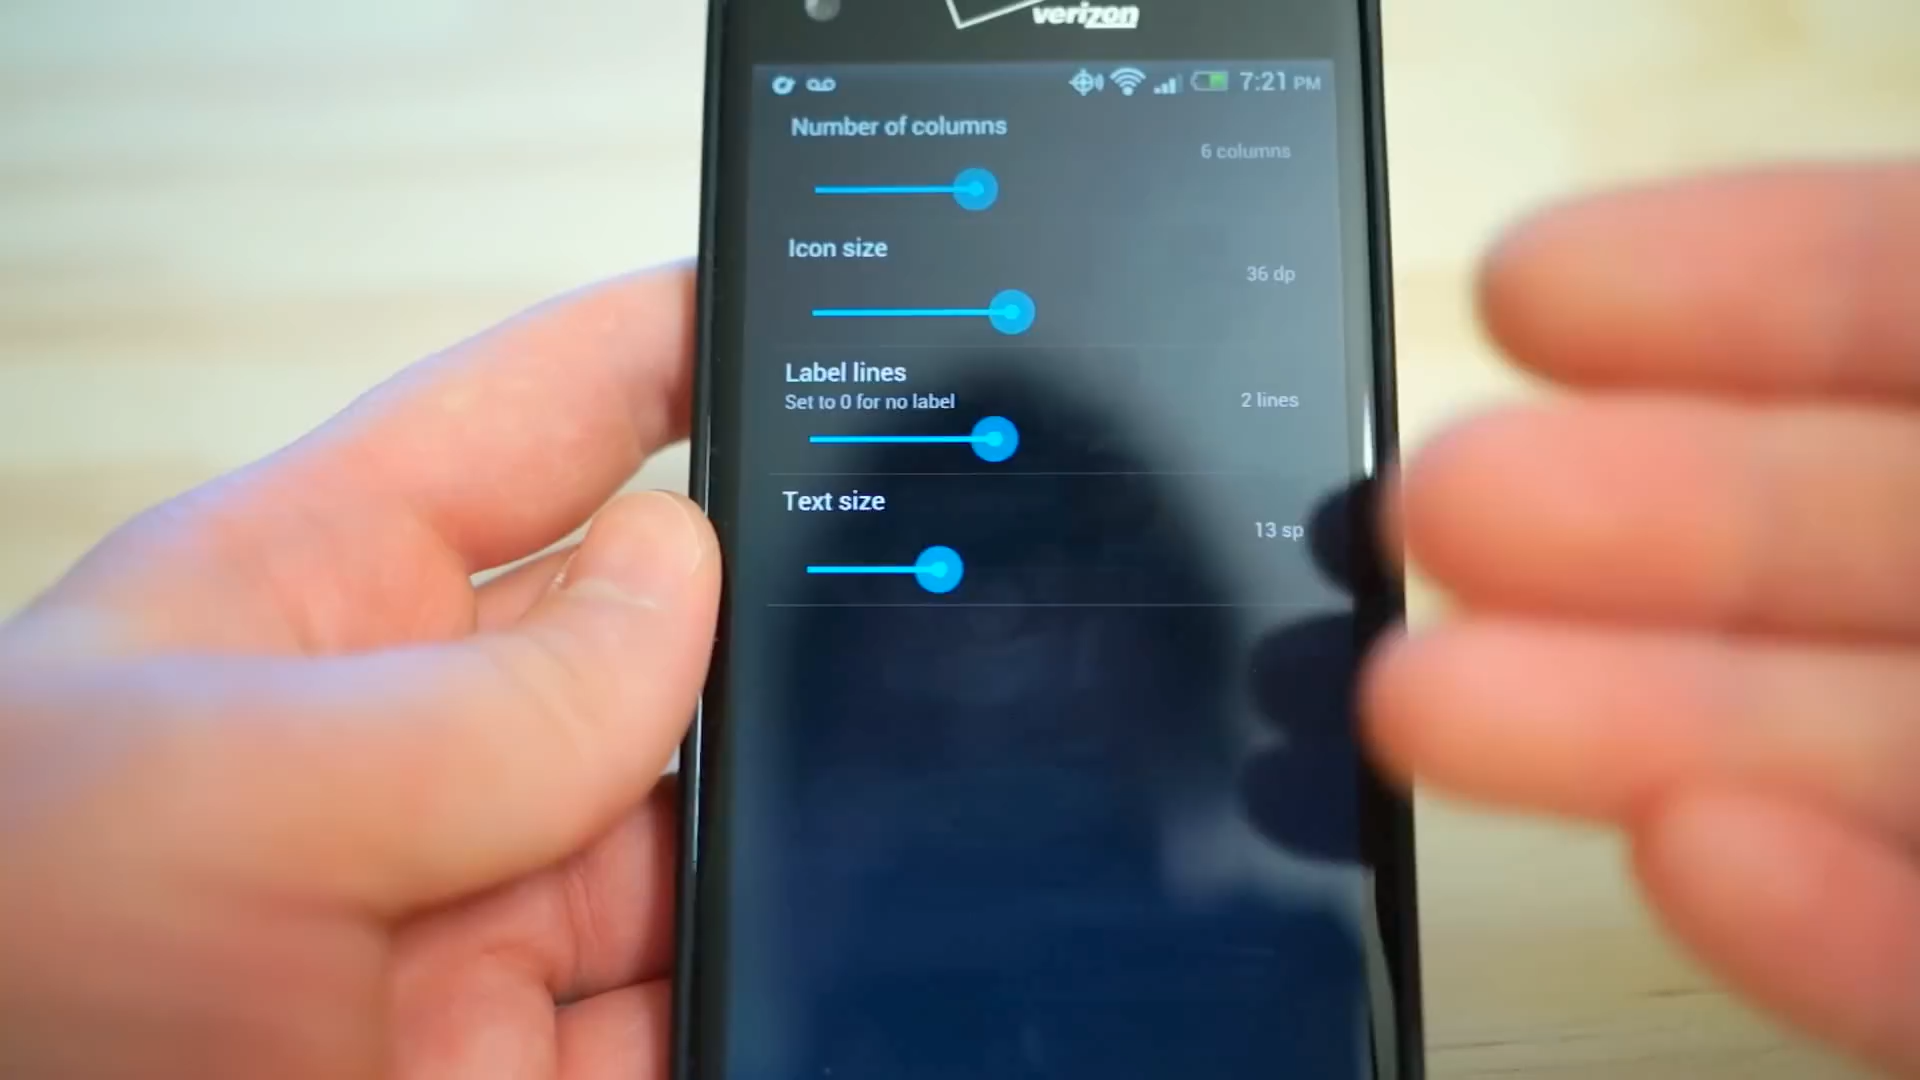 verizon
7:21 PM
Number of columns
6 columns
Icon size
36 dp
Label lines
Set to 0 for no label
2 lines
Text size
13 sp